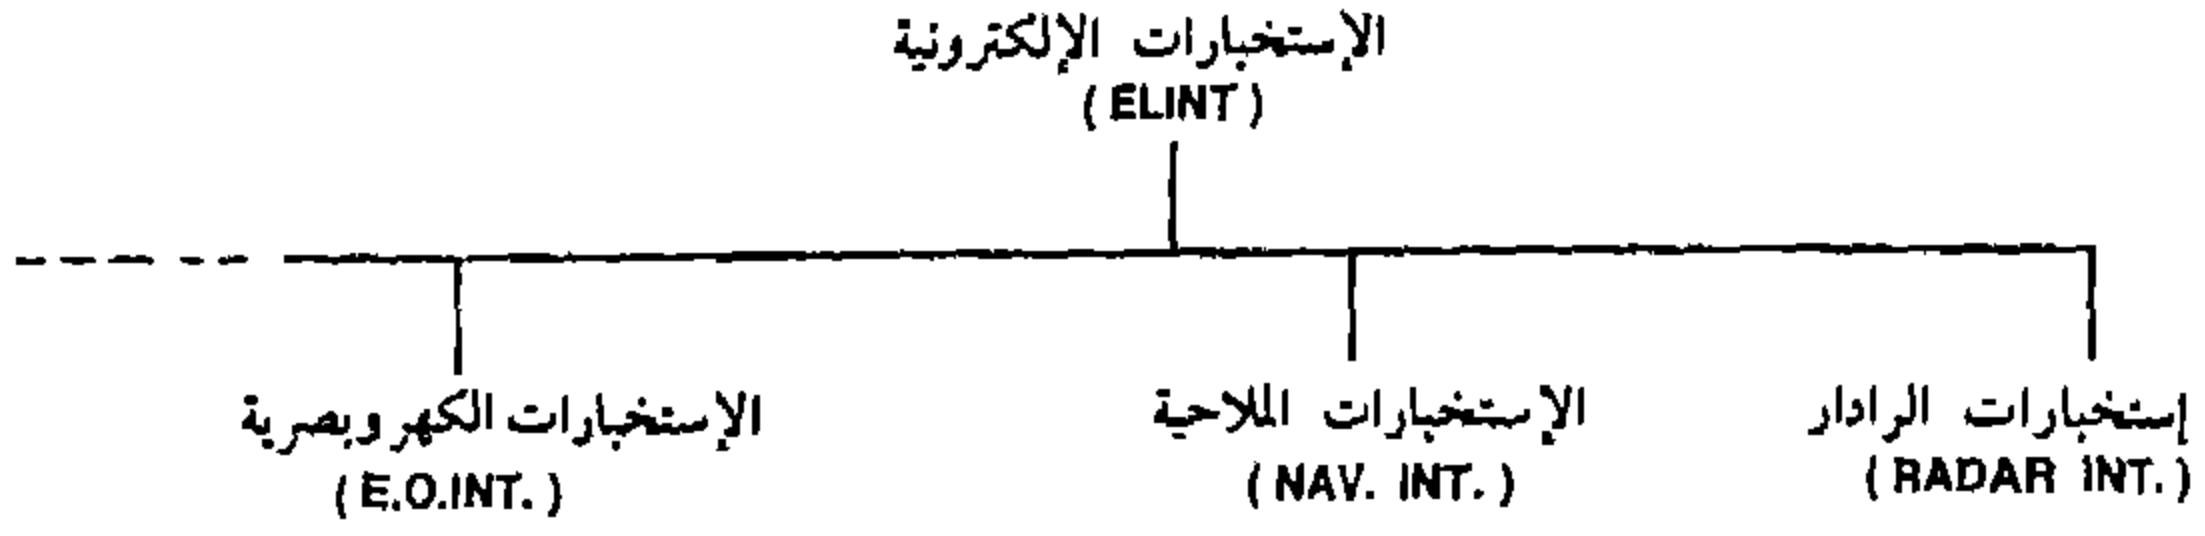 الإستخبارات الإلكترونية
( ELINT )
إستخبارات الرادار
( RADAR INT. )
الإستخبارات الملاحية
( NAV. INT. )
الإستخبارات الكهروبصرية
( E.O.INT. )